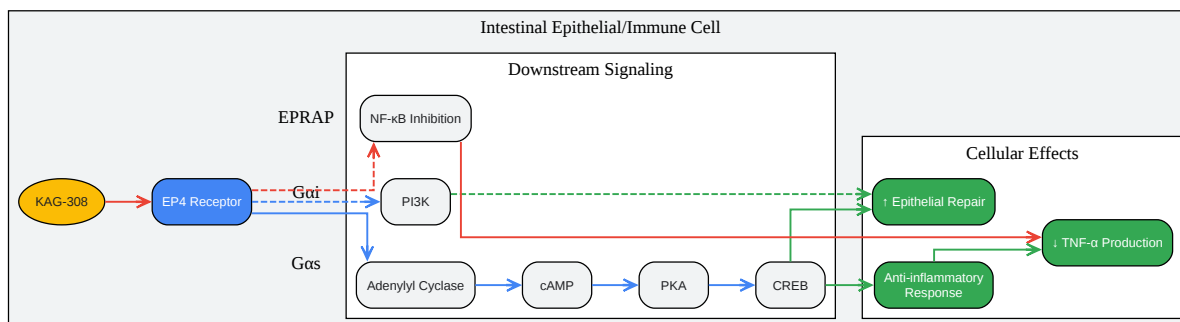 Intestinal Epithelial/Immune Cell
Downstream Signaling
EPRAP
NF-κB Inhibition
Cellular Effects
KAG-308
EP4 Receptor
Gαi
PI3K
↑ Epithelial Repair
↓ TNF-α Production
Gαs
Adenylyl Cyclase
cAMP
PKA
CREB
Anti-inflammatory
Response